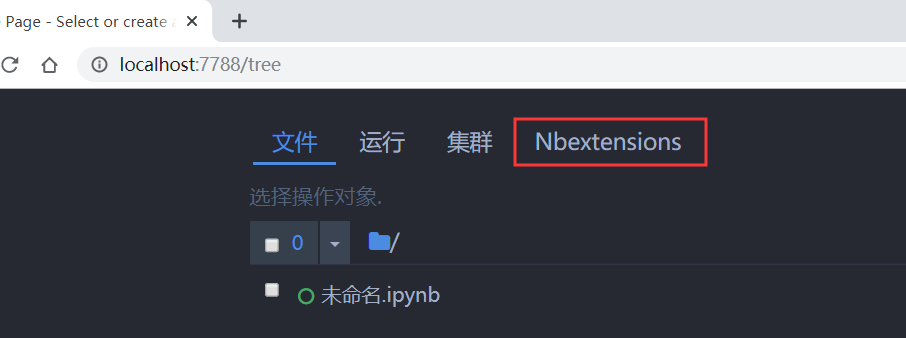 Page - Select or create a
localhost:7788/tree
文件 运行 集群 Nbextensions
选择操作对象.
0 /
未命名.ipynb